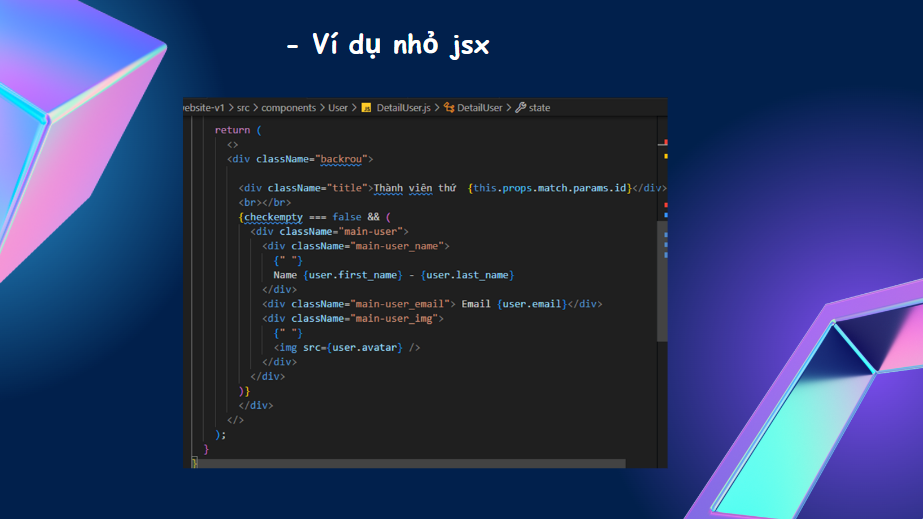 - Ví dụ nhỏ jsx
website-v1 > src > components > User > JS DetailUser.js > DetailUser > state
return (
<>
<div className="backrou">
<div className="title">Thành viên thứ {this.props.match.params.id}</div>
<br></br>
{checkempty === false && (
<div className="main-user">
<div className="main-user_name">
{" "}
Name {user.first_name} - {user.last_name}
</div>
<div className="main-user_email"> Email {user.email}</div>
<div className="main-user_img">
{" "}
<img src={user.avatar} />
</div>
</div>
)}
</div>
</>
);
}
}